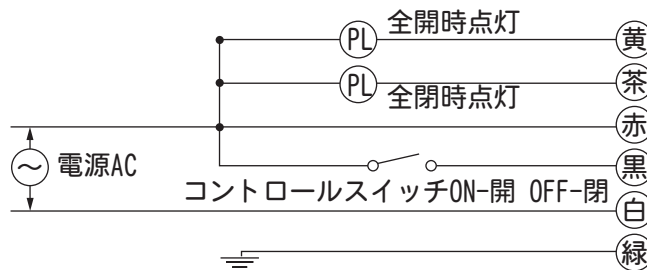 全開時点灯
PL
黄
PL
茶
全閉時点灯
赤
電源AC
黒
コントロールスイッチON-開 OFF-閉
白
緑